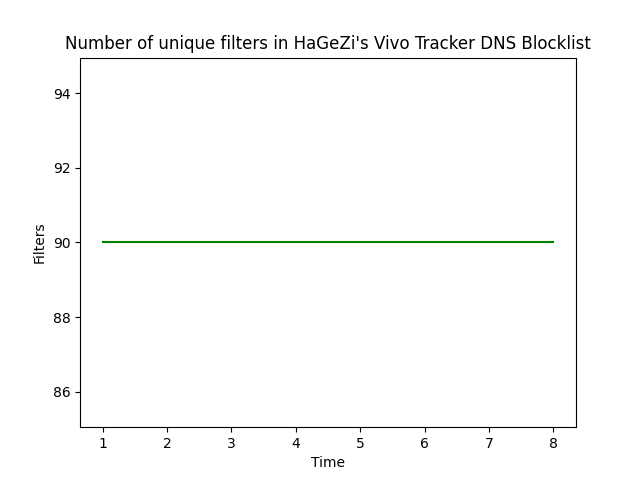 Number of unique filters in HaGeZi's Vivo Tracker DNS Blocklist
94
92
90
88
86
Filters
1 2 3 4 5 6 7 8
Time